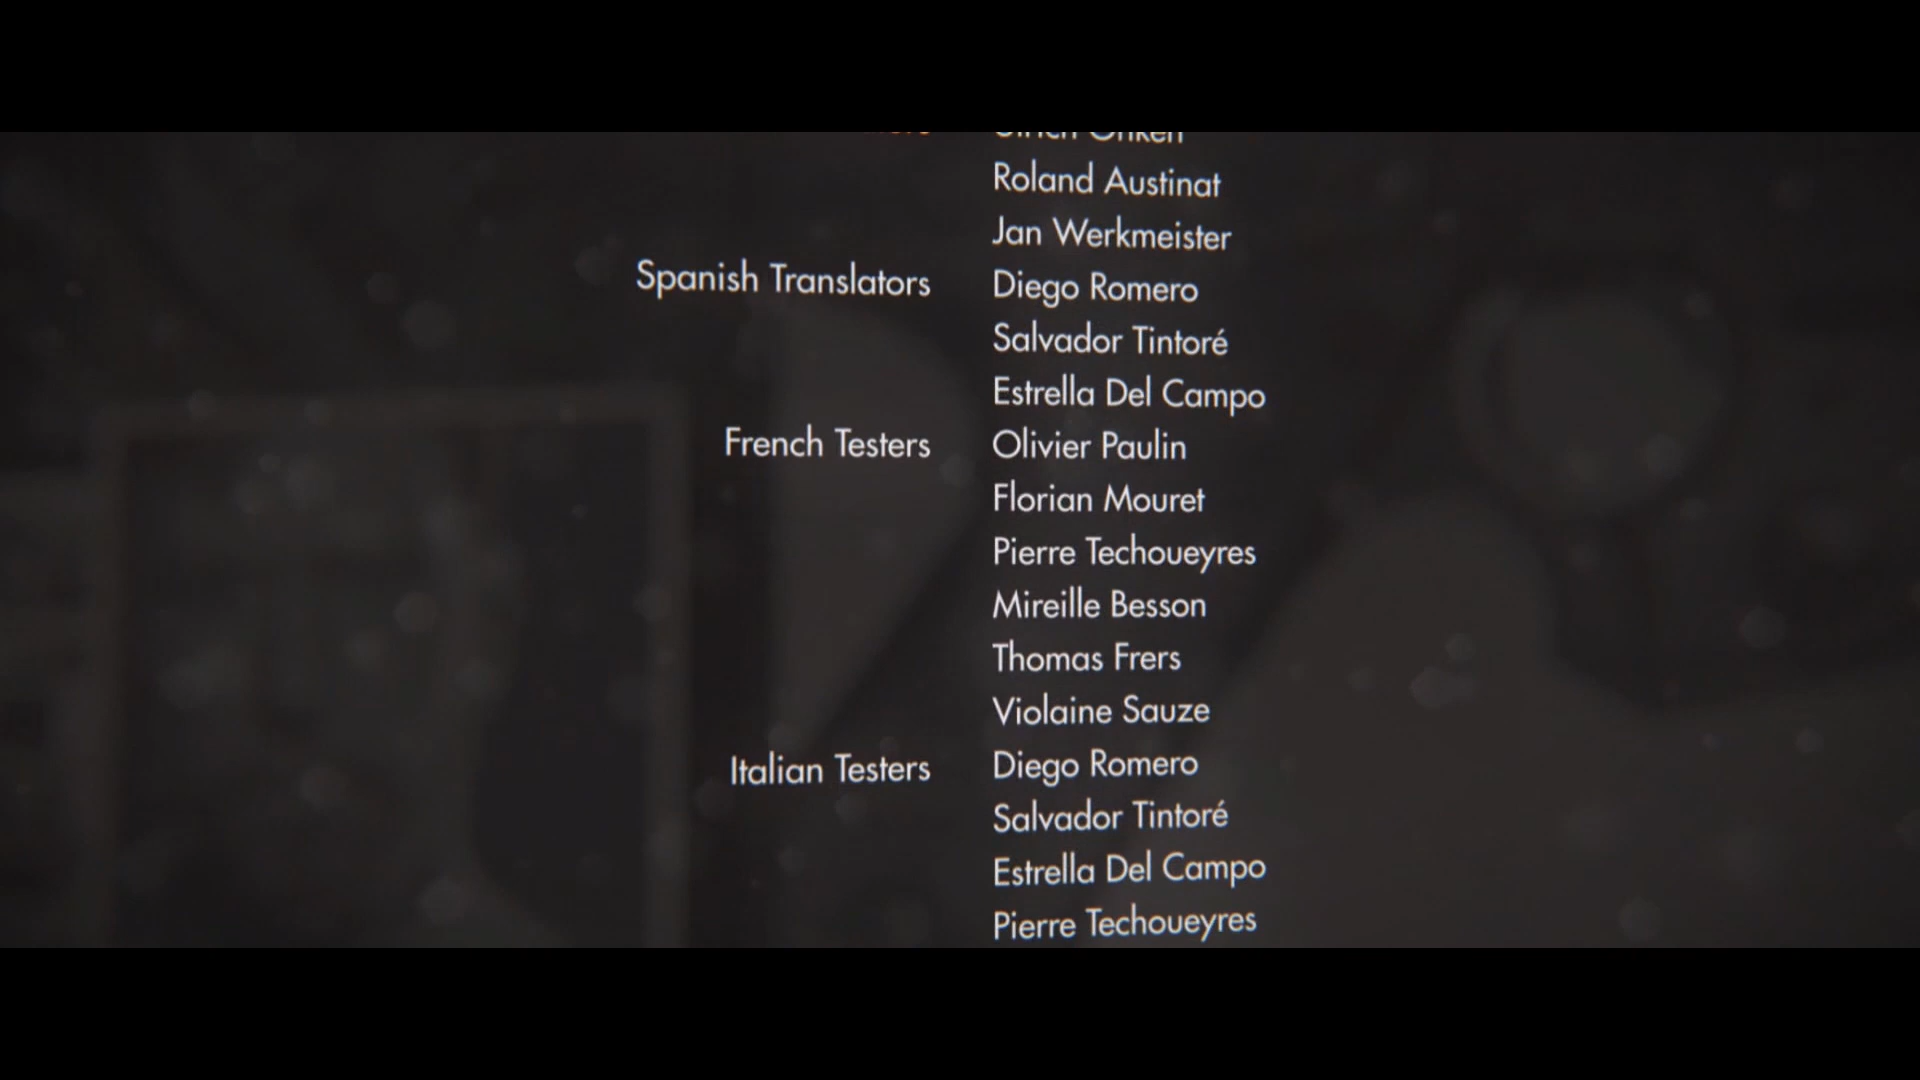 Roland Austinat
Jan Werkmeister
Spanish Translators Diego Romero
Salvador Tintoré
Estrella Del Campo
French Testers Olivier Paulin
Florian Mouret
Pierre Techoueyres
Mireille Besson
Thomas Frers
Violaine Sauze
Italian Testers Diego Romero
Salvador Tintoré
Estrella Del Campo
Pierre Techoueyres